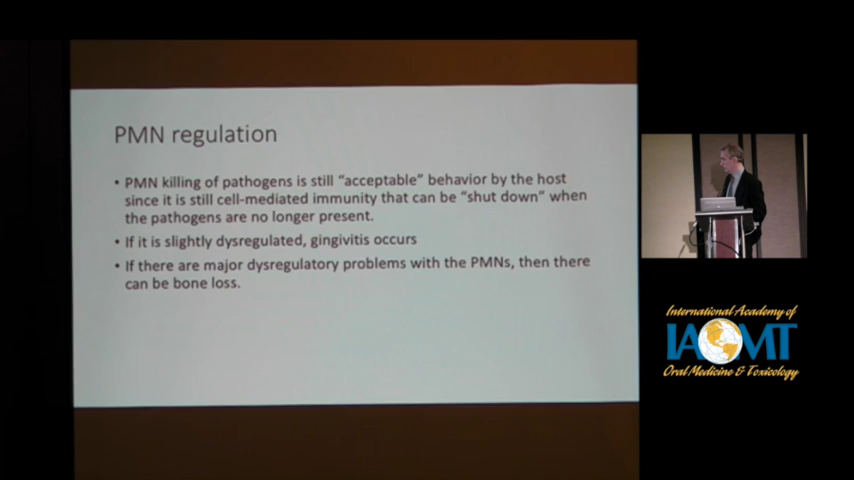 PMN regulation
• PMN killing of pathogens is still “acceptable” behavior by the host
since it is still cell-mediated immunity that can be “shut down” when
the pathogens are no longer present.
• If it is slightly dysregulated, gingivitis occurs
• If there are major dysregulatory problems with the PMNs, then there
can be bone loss.
International Academy of
IAOMT
Oral Medicine & Toxicology